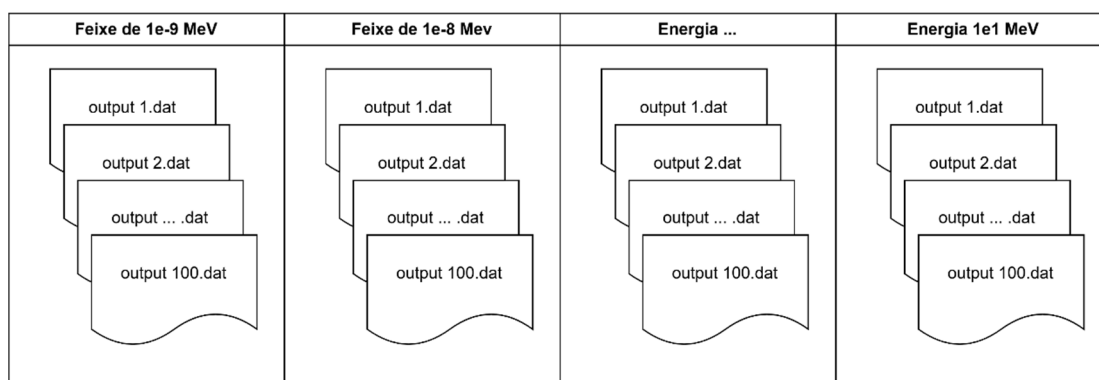 Feixe de 1e-9 MeV
output 1.dat
output 2.dat
output ... .dat
output 100.dat
Feixe de 1e-8 Mev
output 1.dat
output 2.dat
output ... .dat
output 100.dat
Energia ...
output 1.dat
output 2.dat
output ... .dat
output 100.dat
Energia 1e1 MeV
output 1.dat
output 2.dat
output ... .dat
output 100.dat